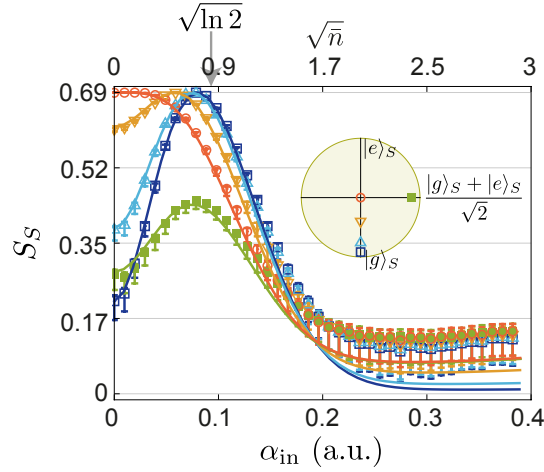 √ln 2
√n̄
0 0.9 1.7 2.5 3
0.69
0.52
0.35
0.17
0
S_S
|e⟩_S
|g⟩_S
(|g⟩_S + |e⟩_S)/√2
0 0.1 0.2 0.3 0.4
α_in (a.u.)